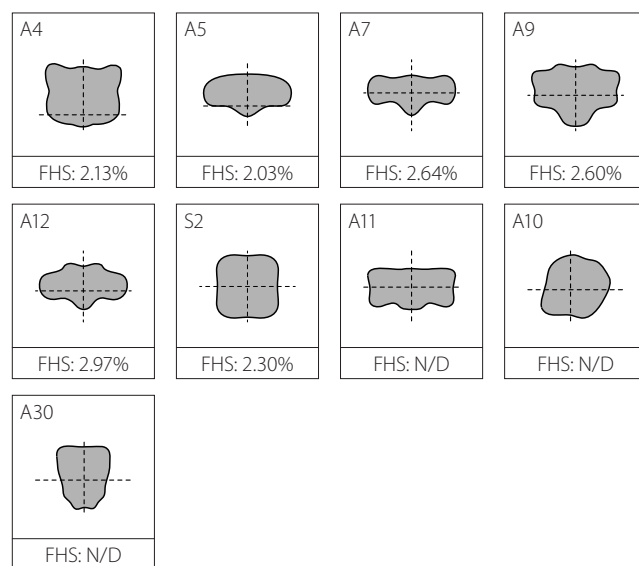 A4
A5
A7
A9
FHS: 2.13%
FHS: 2.03%
FHS: 2.64%
FHS: 2.60%
A12
S2
A11
A10
FHS: 2.97%
FHS: 2.30%
FHS: N/D
FHS: N/D
A30
FHS: N/D